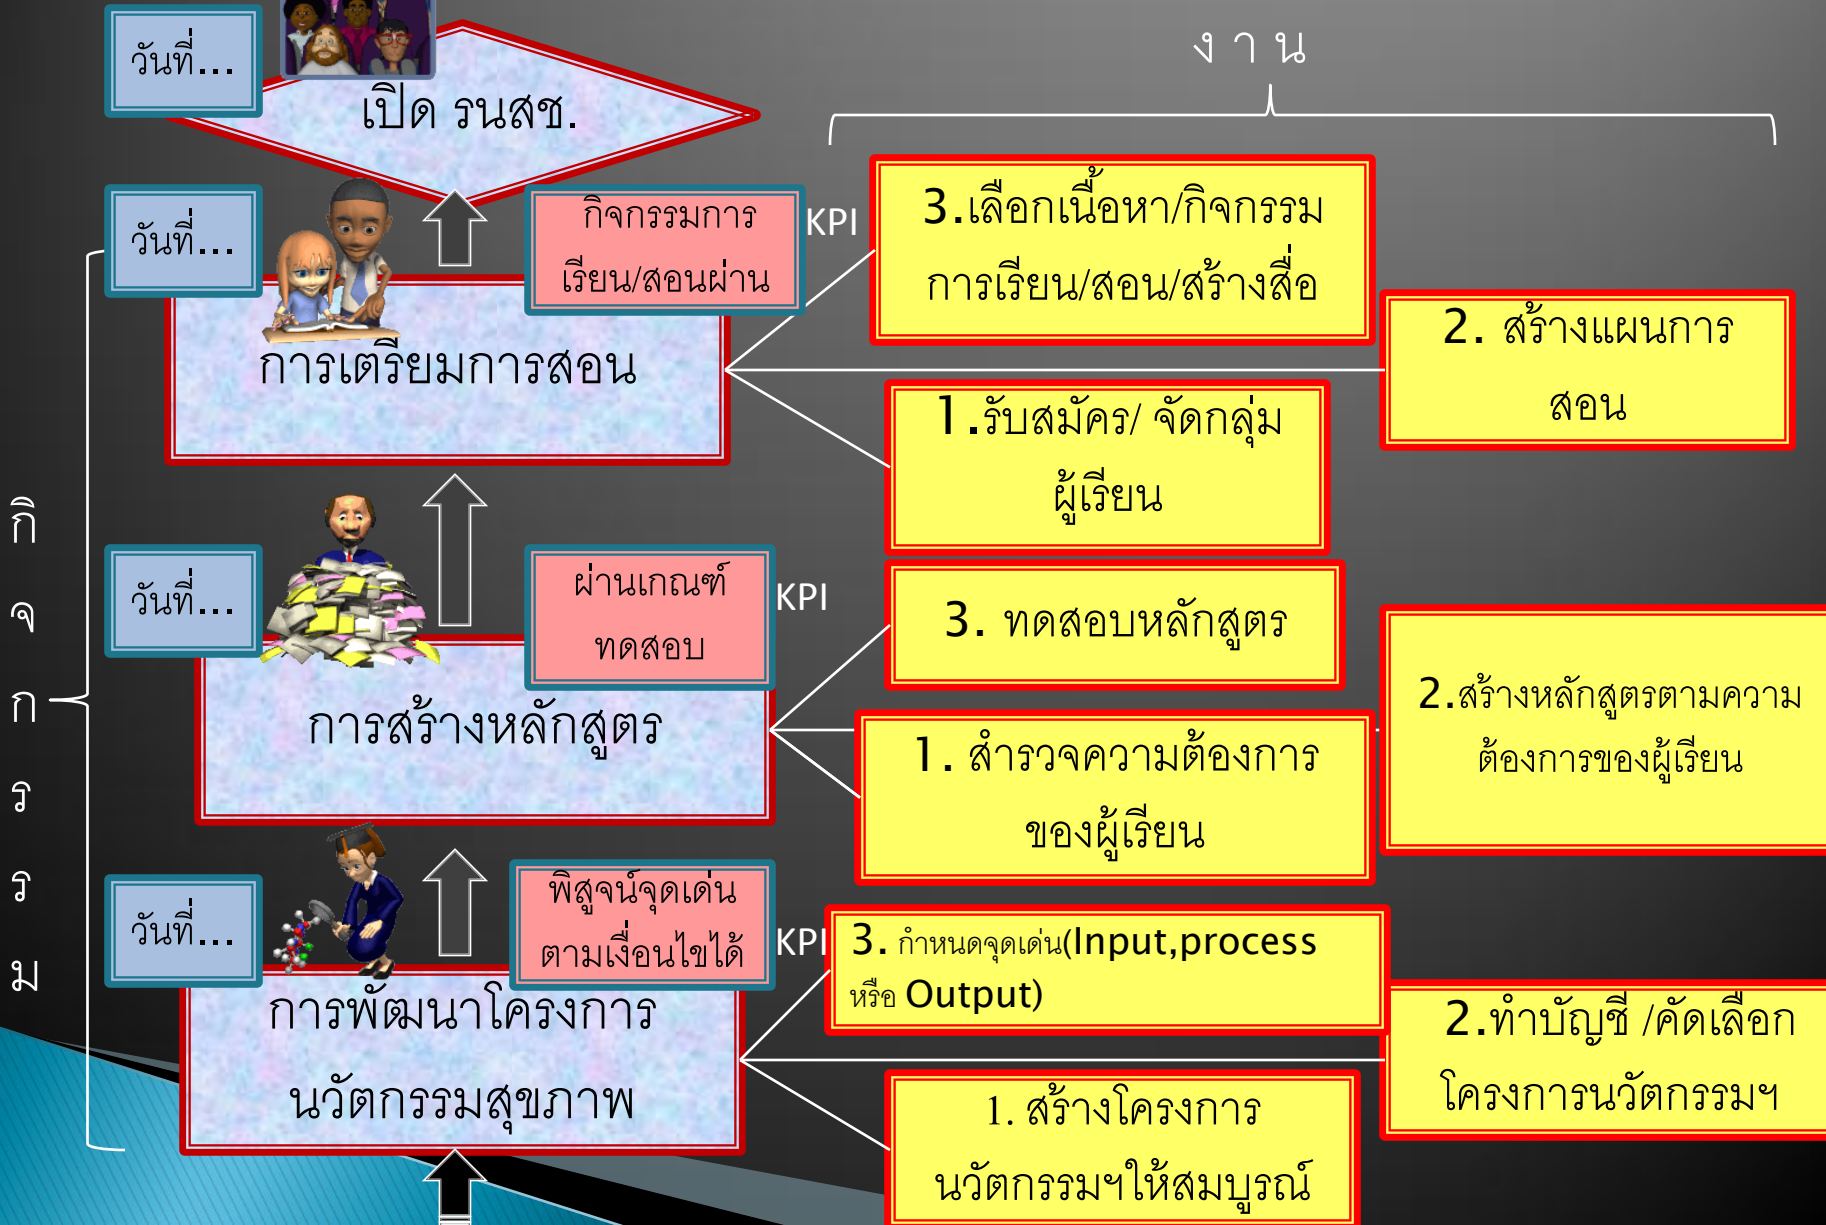 วันที่...
เปิด รนสช.
งาน
วันที่...
กิจกรรมการ
เรียน/สอนผ่าน
KPI
3.เลือกเนื้อหา/กิจกรรม
การเรียน/สอน/สร้างสื่อ
การเตรียมการสอน
2. สร้างแผนการ
สอน
1.รับสมัคร/ จัดกลุ่ม
ผู้เรียน
กิจกรรม
วันที่...
ผ่านเกณฑ์
ทดสอบ
KPI
3. ทดสอบหลักสูตร
การสร้างหลักสูตร
2.สร้างหลักสูตรตามความ
ต้องการของผู้เรียน
1. สำรวจความต้องการ
ของผู้เรียน
วันที่...
พิสูจน์จุดเด่น
ตามเงื่อนไขได้
KPI
3. กำหนดจุดเด่น(Input,process
หรือ Output)
การพัฒนาโครงการ
นวัตกรรมสุขภาพ
2.ทำบัญชี /คัดเลือก
โครงการนวัตกรรมฯ
1. สร้างโครงการ
นวัตกรรมฯให้สมบูรณ์